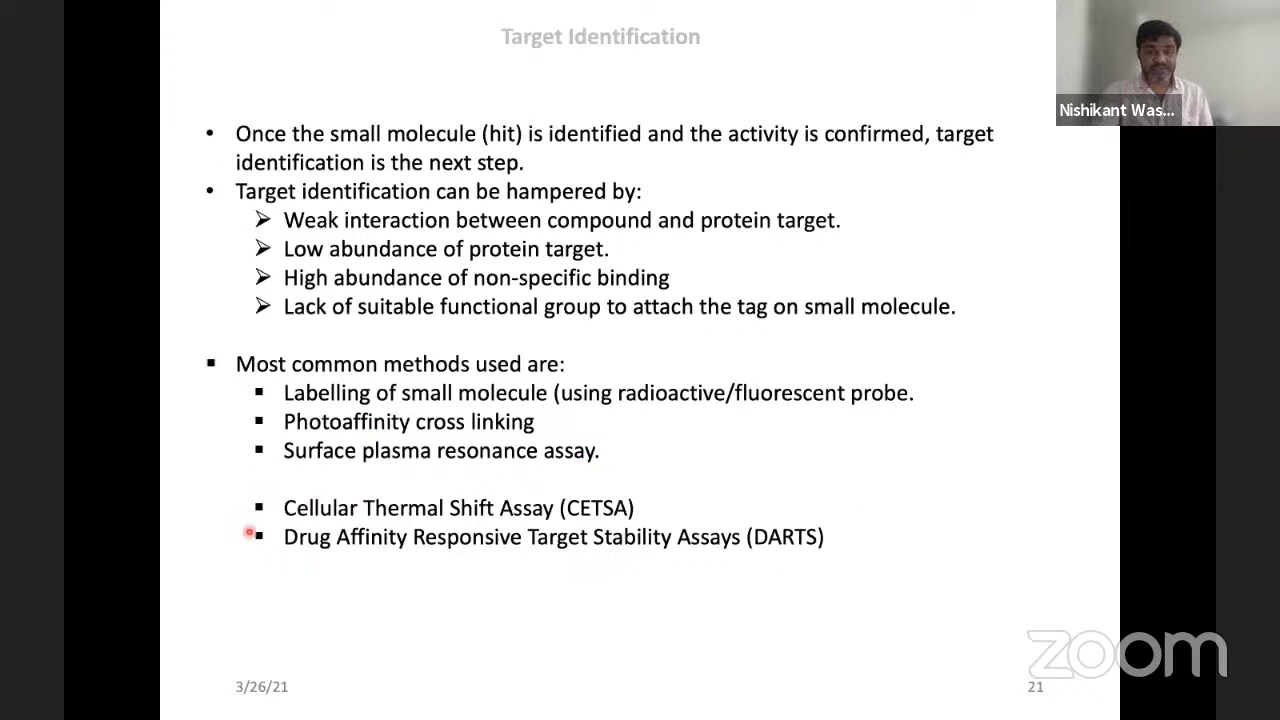 Target Identification
Nishikant Was...
• Once the small molecule (hit) is identified and the activity is confirmed, target
identification is the next step.
• Target identification can be hampered by:
➢ Weak interaction between compound and protein target.
➢ Low abundance of protein target.
➢ High abundance of non-specific binding
➢ Lack of suitable functional group to attach the tag on small molecule.
▪ Most common methods used are:
▪ Labelling of small molecule (using radioactive/fluorescent probe.
▪ Photoaffinity cross linking
▪ Surface plasma resonance assay.
▪ Cellular Thermal Shift Assay (CETSA)
▪ Drug Affinity Responsive Target Stability Assays (DARTS)
zoom
3/26/21
21